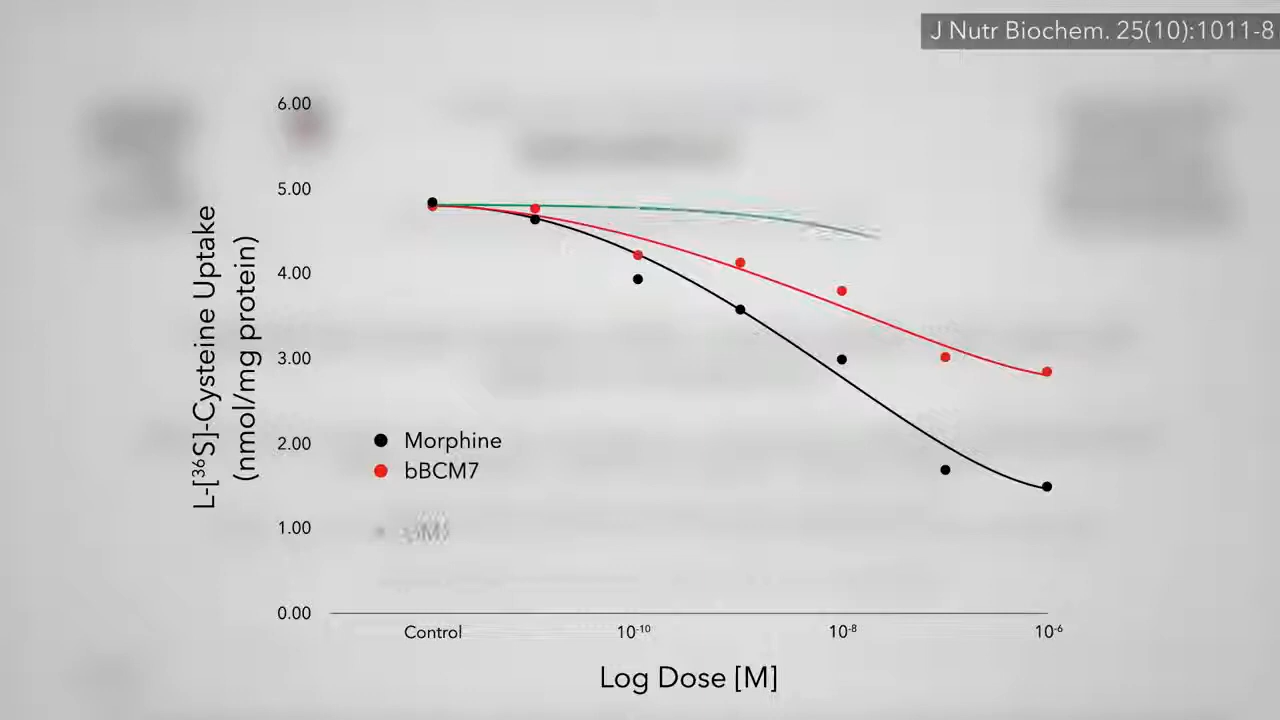 J Nutr Biochem. 25(10):1011-8
6.00
5.00
4.00
3.00
2.00
1.00
0.00
L-[³⁶S]-Cysteine Uptake
(nmol/mg protein)
Morphine
bBCM7
Control
10⁻¹⁰
10⁻⁸
10⁻⁶
Log Dose [M]